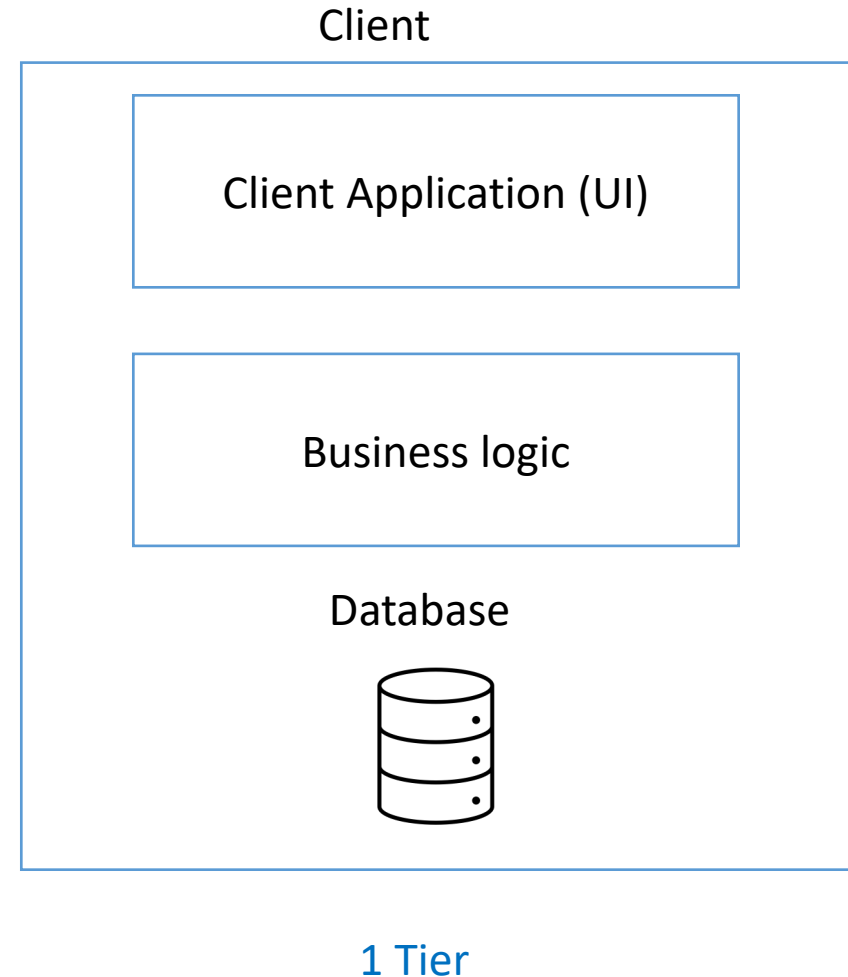 Client
Client Application (UI)
Business logic
Database
1 Tier